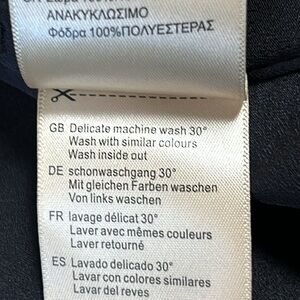 ΑΝΑΚΥΚΛΩΣΙΜΟ
Φόδρα 100%ΠΟΛΥΕΣΤΕΡΑΣ
GB Delicate machine wash 30°
Wash with similar colours
Wash inside out
DE schonwaschgang 30°
Mit gleichen Farben waschen
Von links waschen
FR lavage délicat 30°
Laver avec mêmes couleurs
Laver retourné
ES Lavado delicado 30°
Lavar con colores similares
Lavar del reves